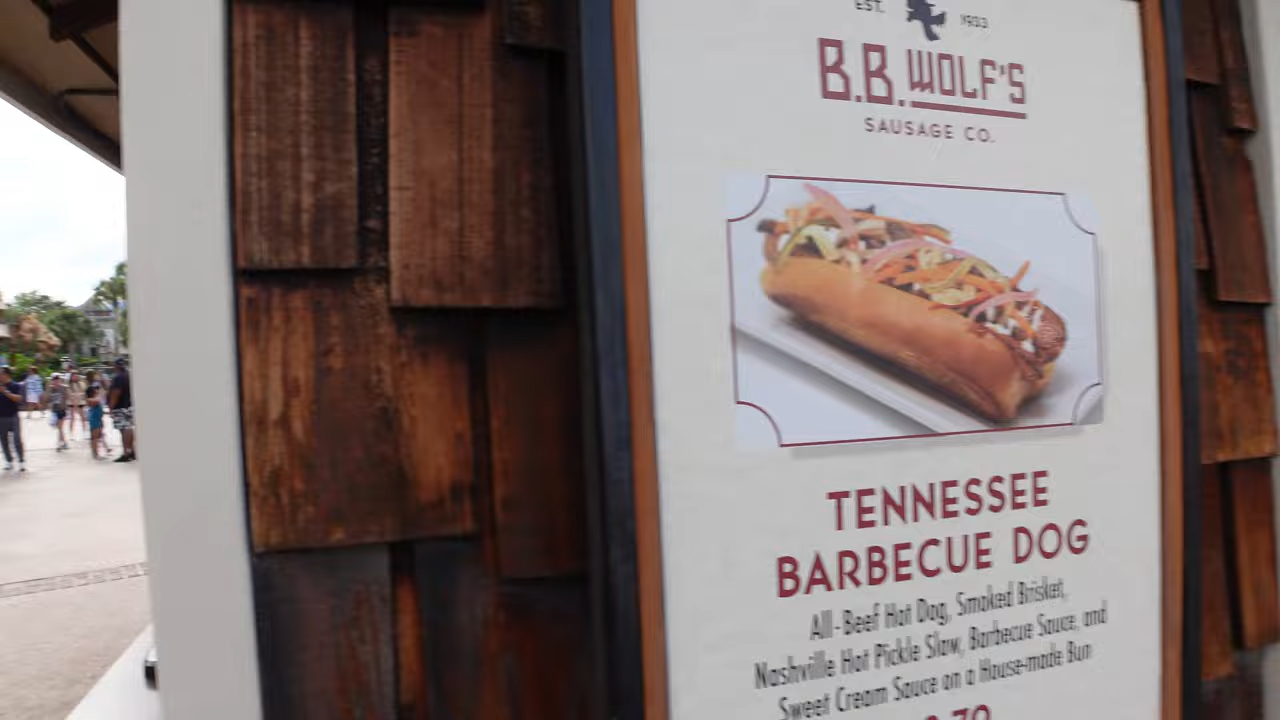 EST. 1933
B.B. WOLF'S
SAUSAGE CO.
TENNESSEE
BARBECUE DOG
All-Beef Hot Dog, Smoked Brisket,
Nashville Hot Pickle Slaw, Barbecue Sauce, and
Sweet Cream Sauce on a House-made Bun